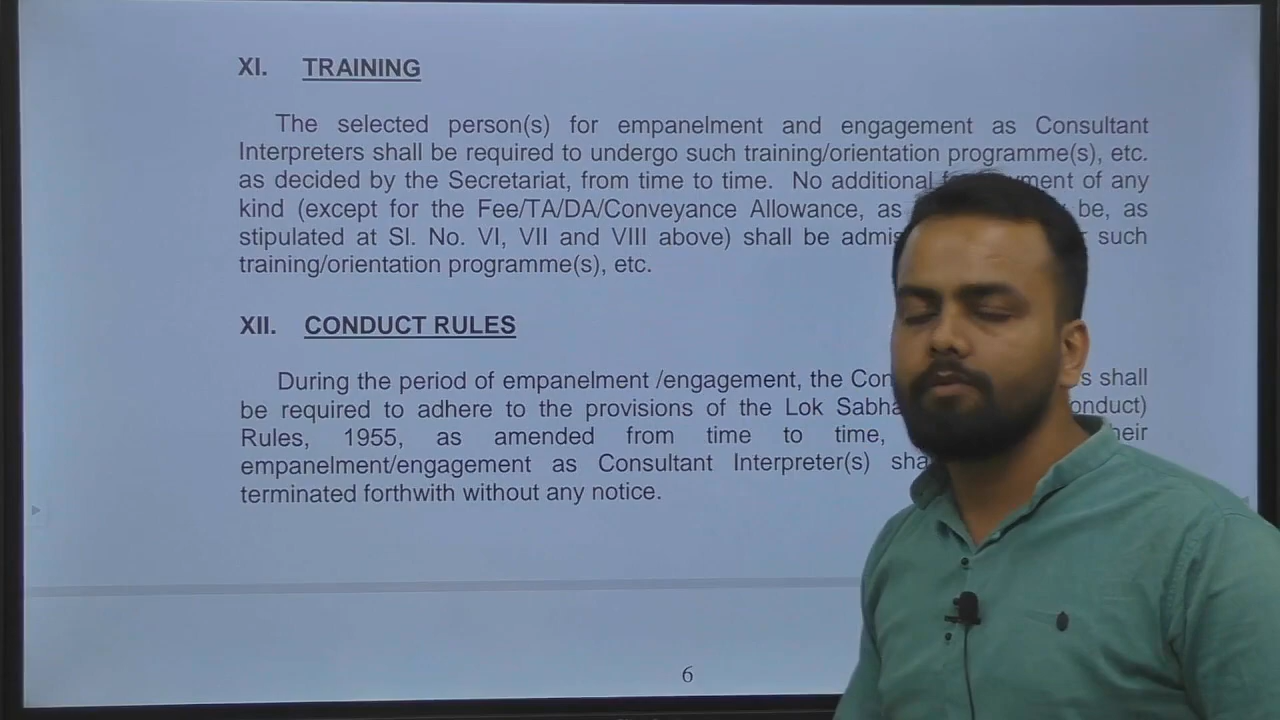 XI. TRAINING
The selected person(s) for empanelment and engagement as Consultant
Interpreters shall be required to undergo such training/orientation programme(s), etc.
as decided by the Secretariat, from time to time. No additional of any
kind (except for the Fee/TA/DA/Conveyance Allowance, as be, as
stipulated at Sl. No. VI, VII and VIII above) shall be such
training/orientation programme(s), etc.
XII. CONDUCT RULES
During the period of empanelment /engagement, the shall
be required to adhere to the provisions of the Lok Sabha
Rules, 1955, as amended from time to time,
empanelment/engagement as Consultant Interpreter(s)
terminated forthwith without any notice.
6